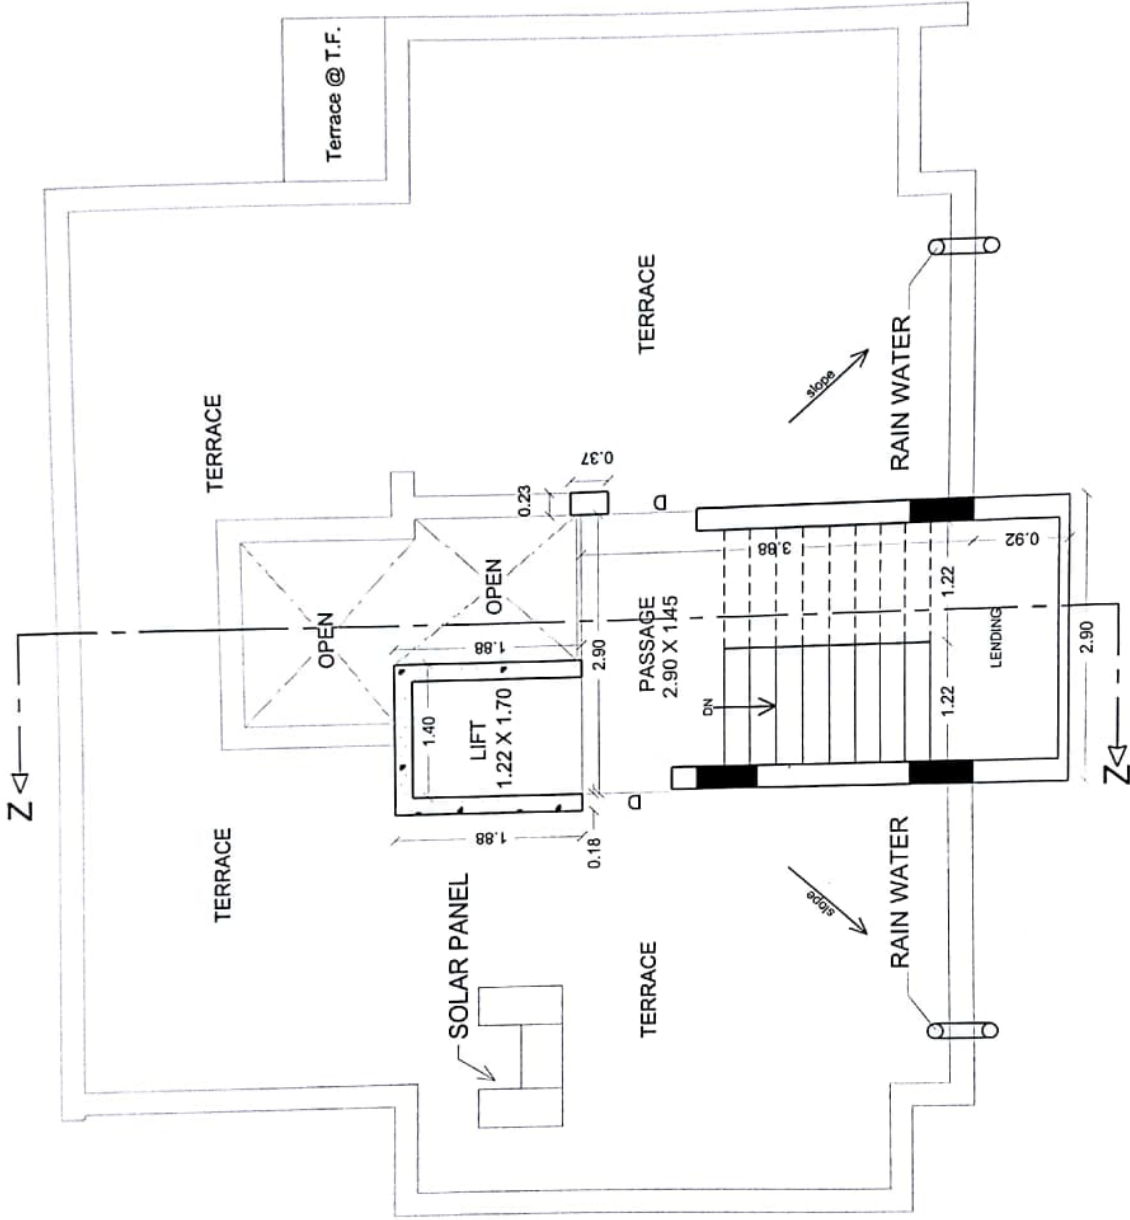 Terrace @ T.F.
TERRACE
TERRACE
RAIN WATER
slope
0.37
0.23
D
3.88
0.92
OPEN
OPEN
1.22
1.88
2.90
PASSAGE
2.90 X 1.45
LENDING
2.90
Z
Z
1.40
LIFT
1.22 X 1.70
DN
1.22
1.88
0.18
D
TERRACE
SOLAR PANEL
TERRACE
slope
RAIN WATER